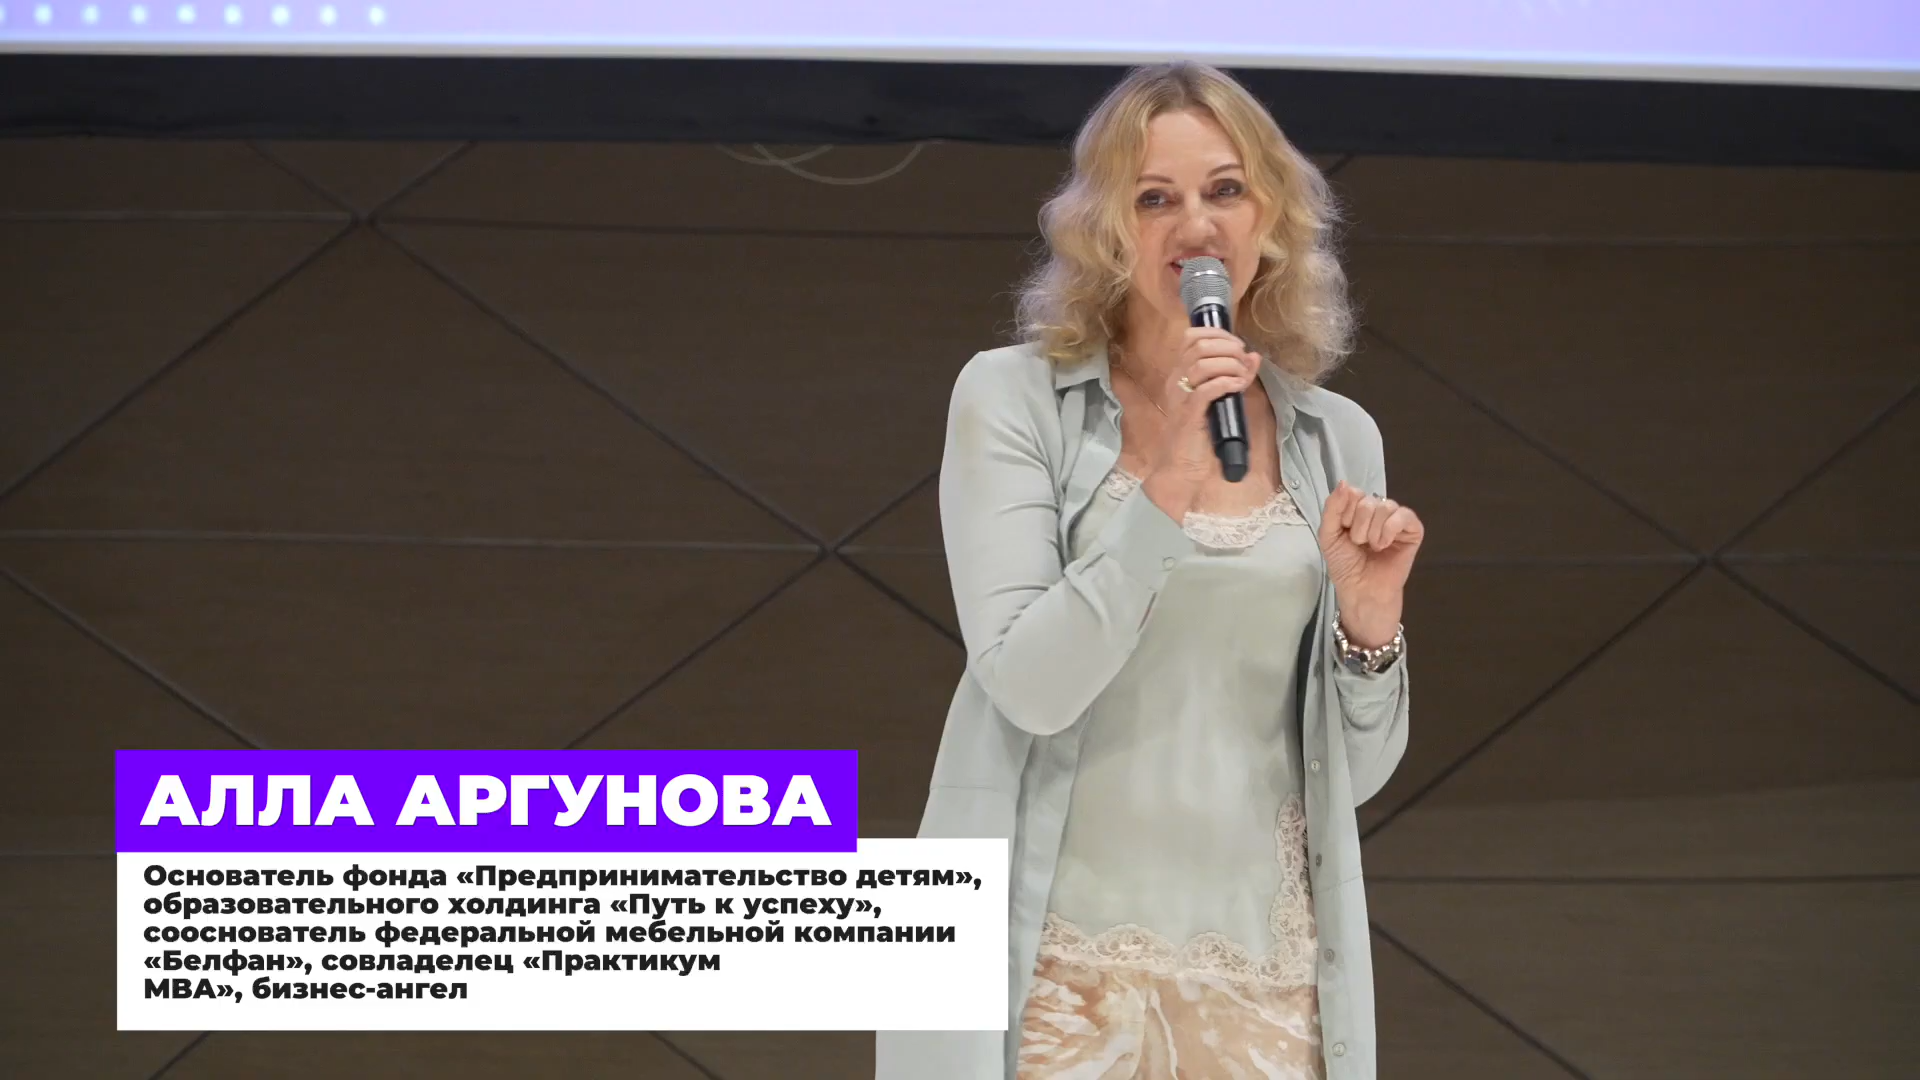 АЛЛА АРГУНОВА
Основатель фонда «Предпринимательство детям»,
образовательного холдинга «Путь к успеху»,
сооснователь федеральной мебельной компании
«Белфан», совладелец «Практикум
МВА», бизнес-ангел